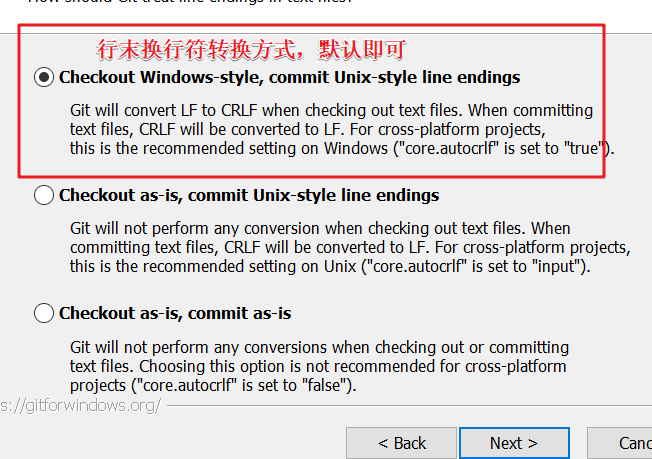 How should Git treat line endings in text files?
行末换行符转换方式，默认即可
Checkout Windows-style, commit Unix-style line endings
Git will convert LF to CRLF when checking out text files. When committing
text files, CRLF will be converted to LF. For cross-platform projects,
this is the recommended setting on Windows ("core.autocrlf" is set to "true").
Checkout as-is, commit Unix-style line endings
Git will not perform any conversion when checking out text files. When
committing text files, CRLF will be converted to LF. For cross-platform projects,
this is the recommended setting on Unix ("core.autocrlf" is set to "input").
Checkout as-is, commit as-is
Git will not perform any conversions when checking out or committing
text files. Choosing this option is not recommended for cross-platform
projects ("core.autocrlf" is set to "false").
s://gitforwindows.org/
< Back
Next >
Canc